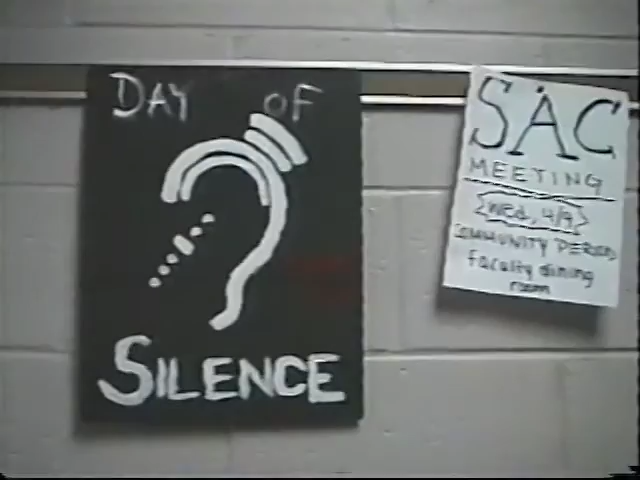 DAY OF
SILENCE
SAC
MEETING
WED, 4/9
COMMUNITY PERIOD
faculty dining
room